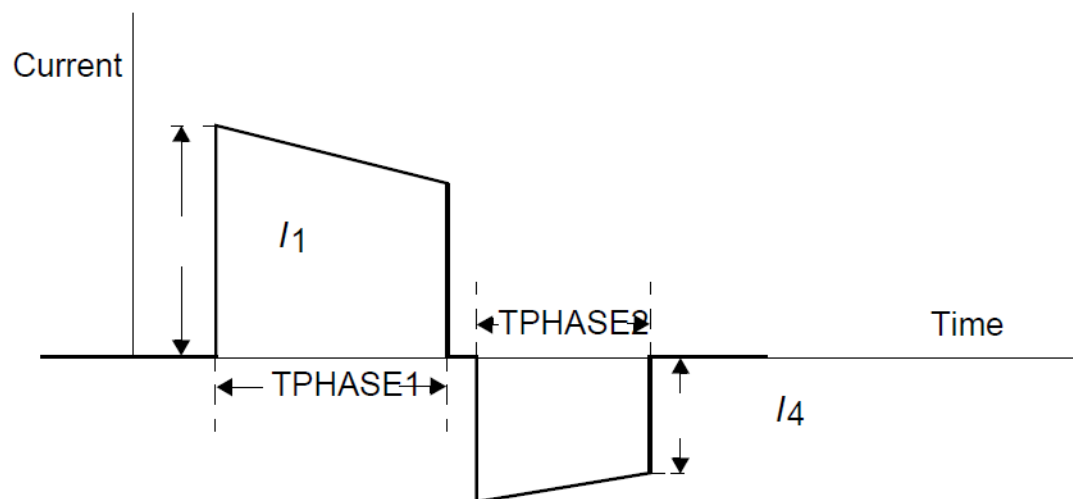 Current
I1
TPHASE2
Time
TPHASE1
I4